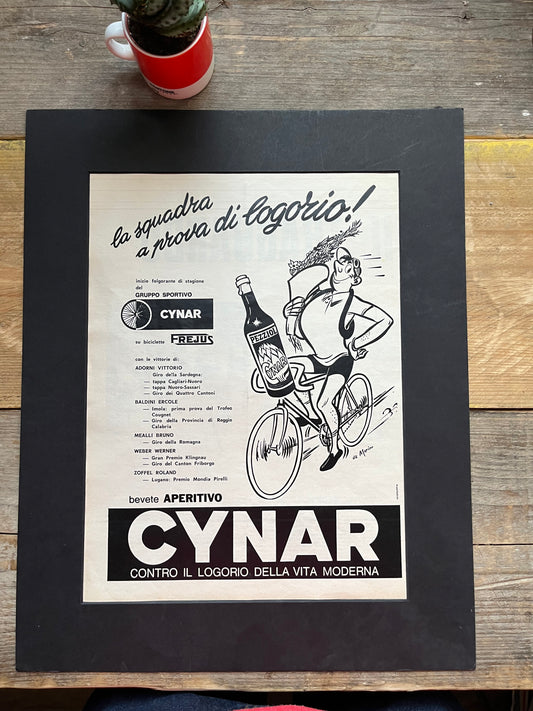 la squadra
a prova di logorio!
inizio folgorante di stagione
del
GRUPPO SPORTIVO
CYNAR
su biciclette FREJUS
con le vittorie di:
ADORNI VITTORIO
Giro della Sardegna:
— tappa Cagliari-Nuoro
— tappa Nuoro-Sassari
— Giro dei Quattro Cantoni
BALDINI ERCOLE
— Imola: prima prova del Trofeo
Cougnet
— Giro della Provincia di Reggio
Calabria
MEALLI BRUNO
— Giro della Romagna
WEBER WERNER
— Gran Premio Klingnau
— Giro del Canton Friborgo
ZOFFEL ROLAND
— Lugano: Premio Mondia Pirelli
PEZZIOL
CYNAR
bevete APERITIVO
CYNAR
CONTRO IL LOGORIO DELLA VITA MODERNA